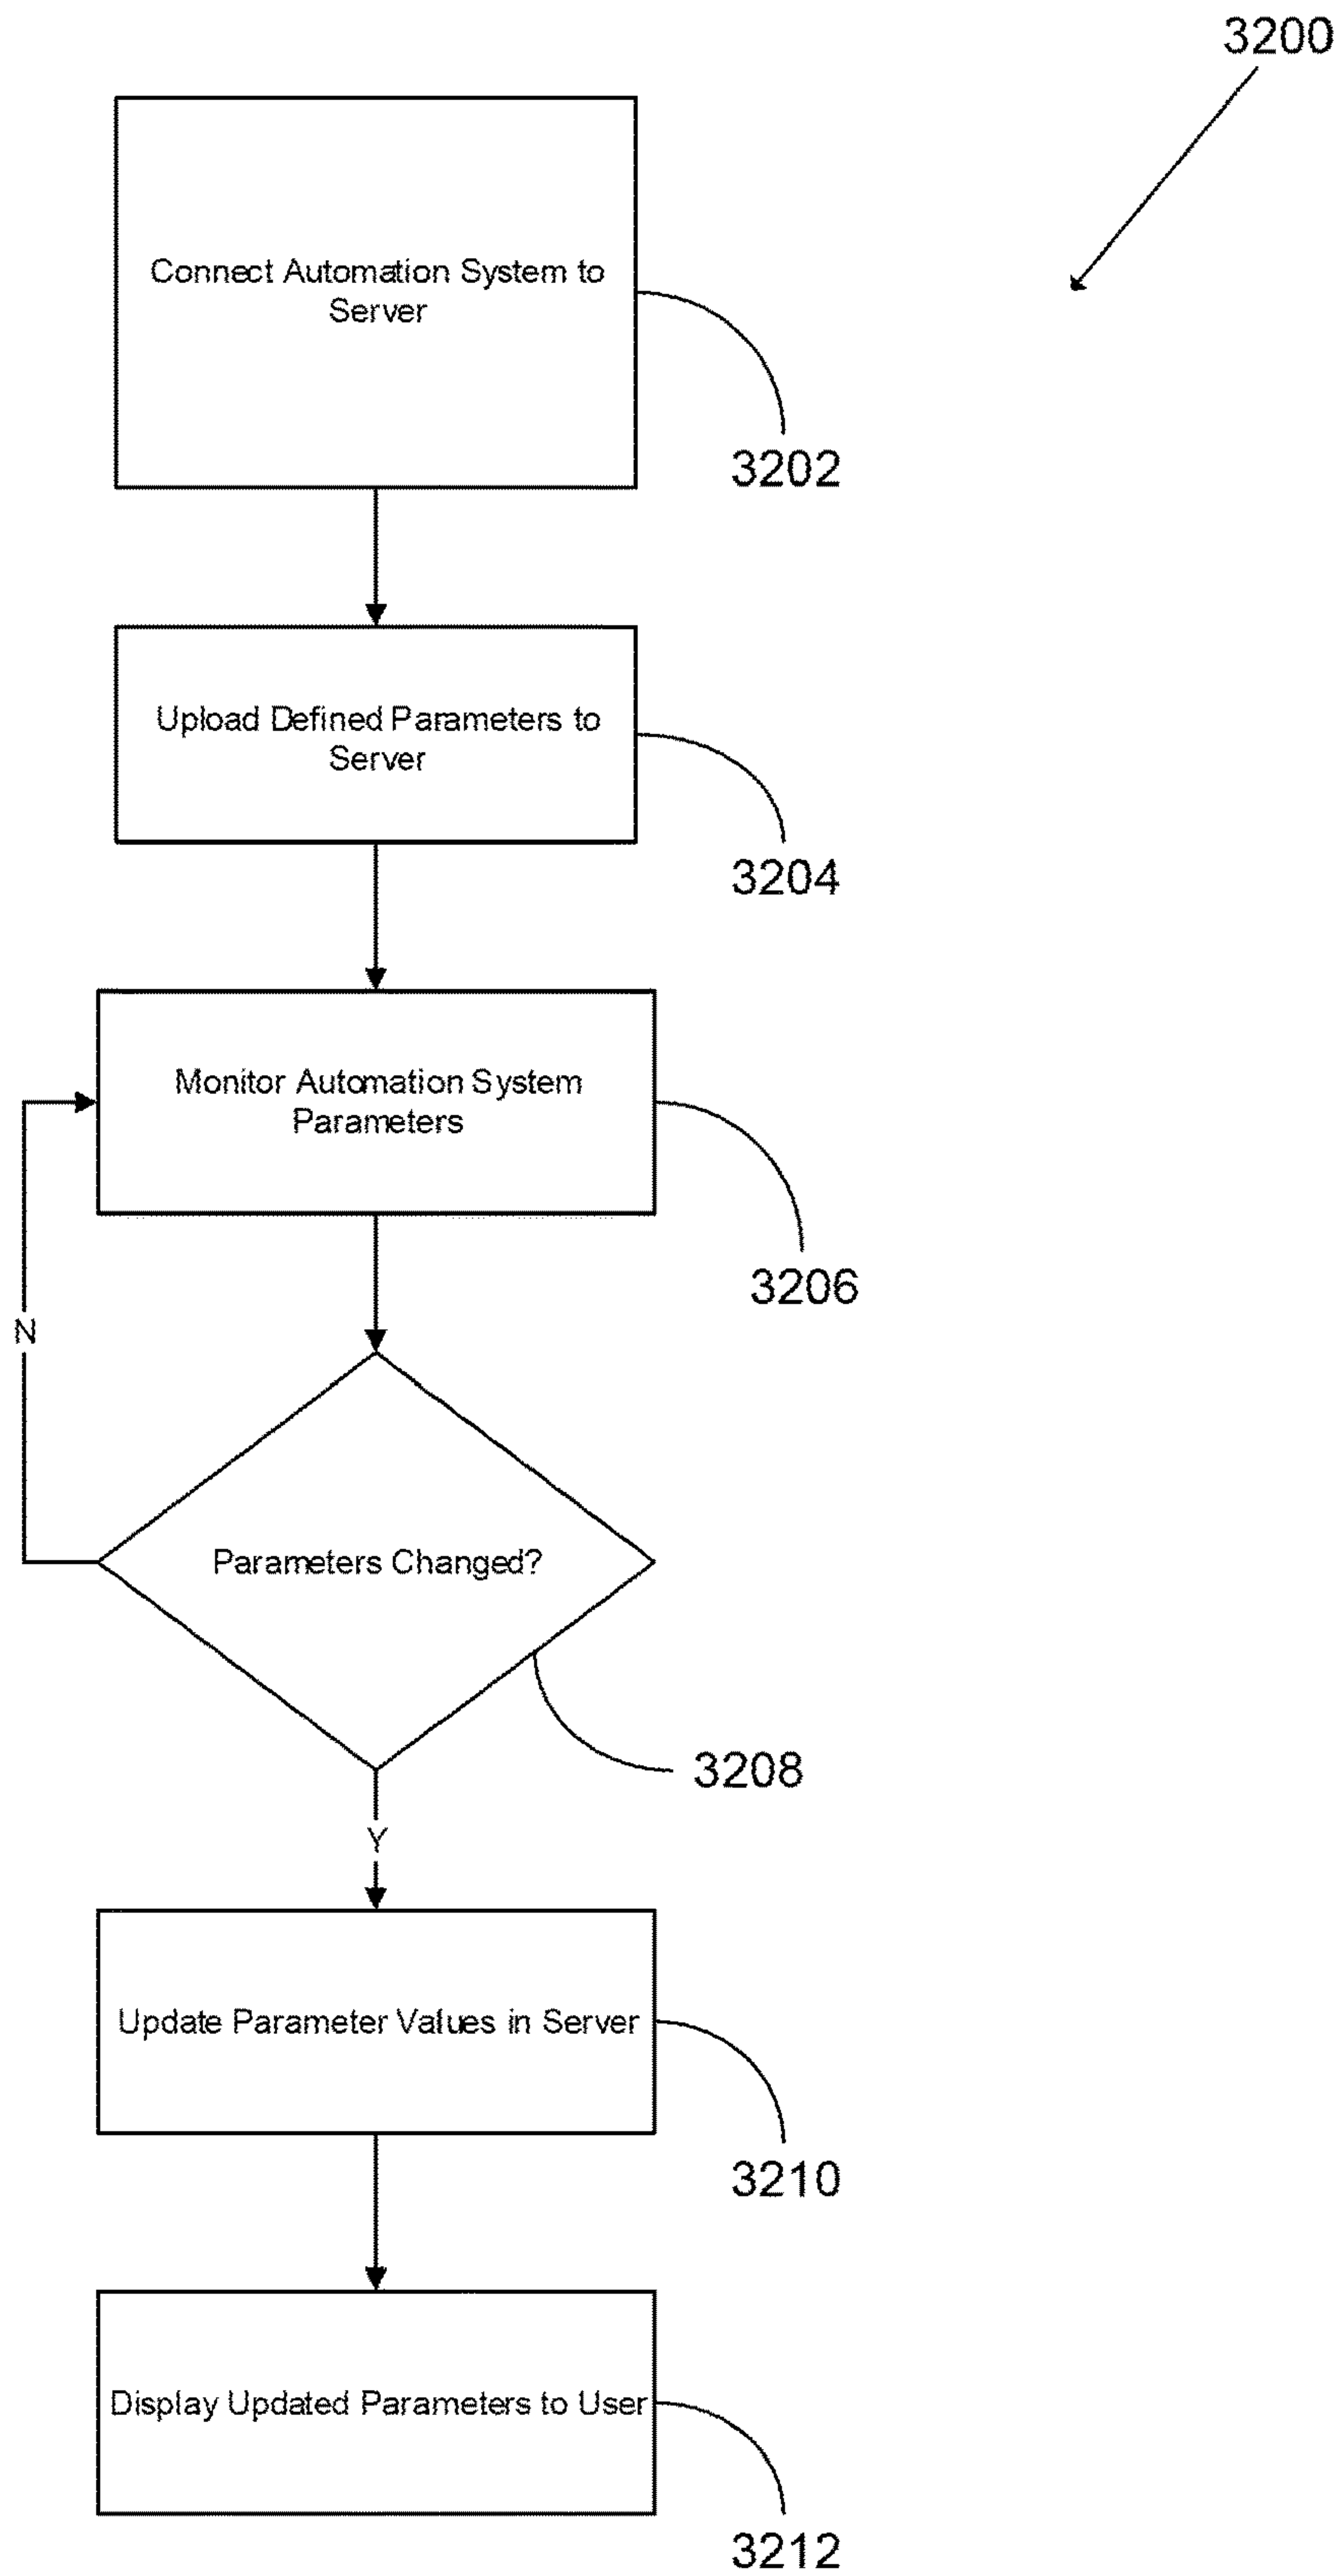 3200
Connect Automation System to
Server
3202
Upload Defined Parameters to
Server
3204
Monitor Automation System
Parameters
3206
N
Parameters Changed?
3208
Y
Update Parameter Values in Server
3210
Display Updated Parameters to User
3212